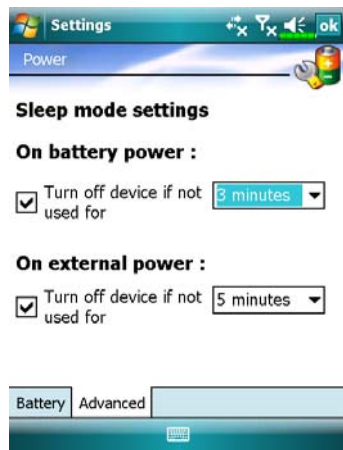 Settings
ok
Power
Sleep mode settings
On battery power :
Turn off device if not
used for
3 minutes
On external power :
Turn off device if not
used for
5 minutes
Battery Advanced